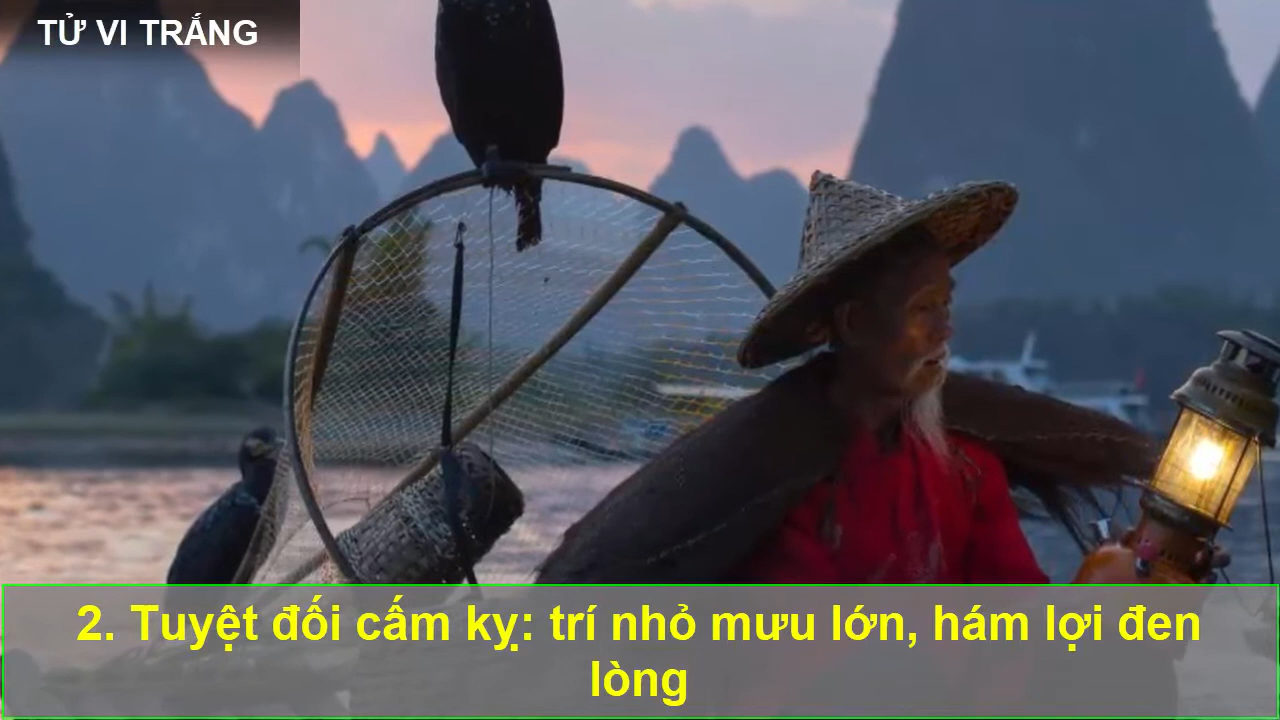 TỬ VI TRẮNG
2. Tuyệt đối cấm kỵ: trí nhỏ mưu lớn, hám lợi đen
lòng